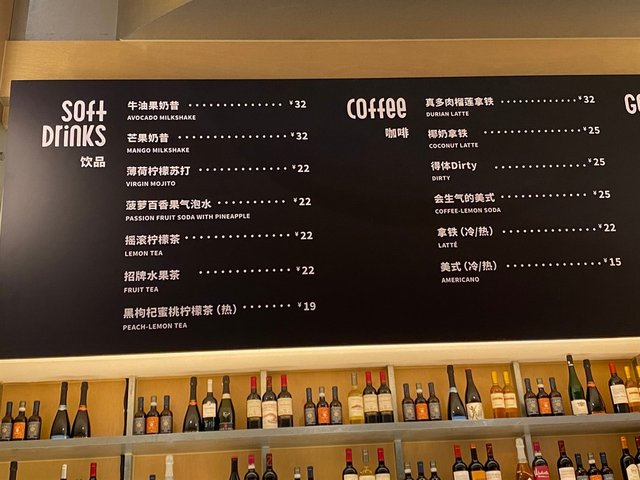 SOFT DRINKS
饮品
牛油果奶昔 ¥32
AVOCADO MILKSHAKE
芒果奶昔 ¥32
MANGO MILKSHAKE
薄荷柠檬苏打 ¥22
VIRGIN MOJITO
菠萝百香果气泡水 ¥22
PASSION FRUIT SODA WITH PINEAPPLE
摇滚柠檬茶 ¥22
LEMON TEA
招牌水果茶 ¥22
FRUIT TEA
黑枸杞蜜桃柠檬茶（热） ¥19
PEACH-LEMON TEA
COFFEE
咖啡
真多肉榴莲拿铁 ¥32
DURIAN LATTE
椰奶拿铁 ¥25
COCONUT LATTE
得体Dirty ¥25
DIRTY
会生气的美式 ¥25
COFFEE-LEMON SODA
拿铁（冷/热） ¥22
LATTÉ
美式（冷/热） ¥15
AMERICANO